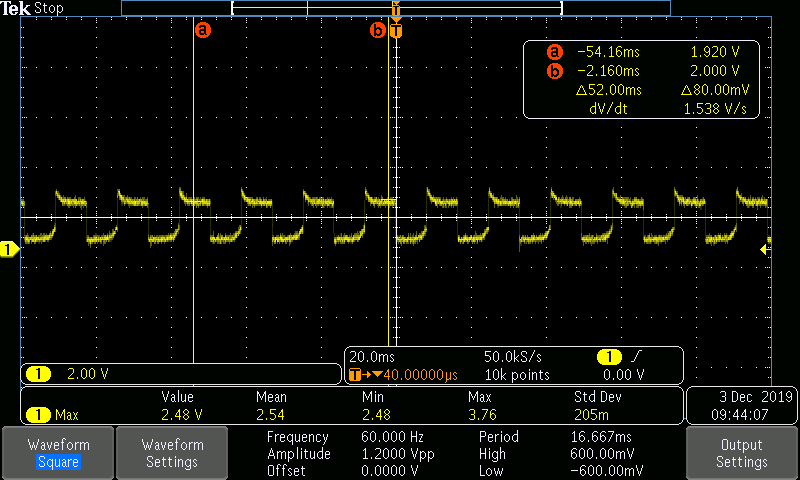 Tek Stop
a b T
T
a −54.16ms 1.920 V
b −2.160ms 2.000 V
Δ52.00ms Δ80.00mV
dV/dt 1.538 V/s
1
1 2.00 V
20.0ms 50.0kS/s 1
T→▼40.00000µs 10k points 0.00 V
Value Mean Min Max Std Dev
1 Max 2.48 V 2.54 2.48 3.76 205m
3 Dec 2019
09:44:07
Waveform
Square
Waveform
Settings
Frequency 60.000 Hz Period 16.667ms
Amplitude 1.2000 Vpp High 600.00mV
Offset 0.0000 V Low −600.00mV
Output
Settings